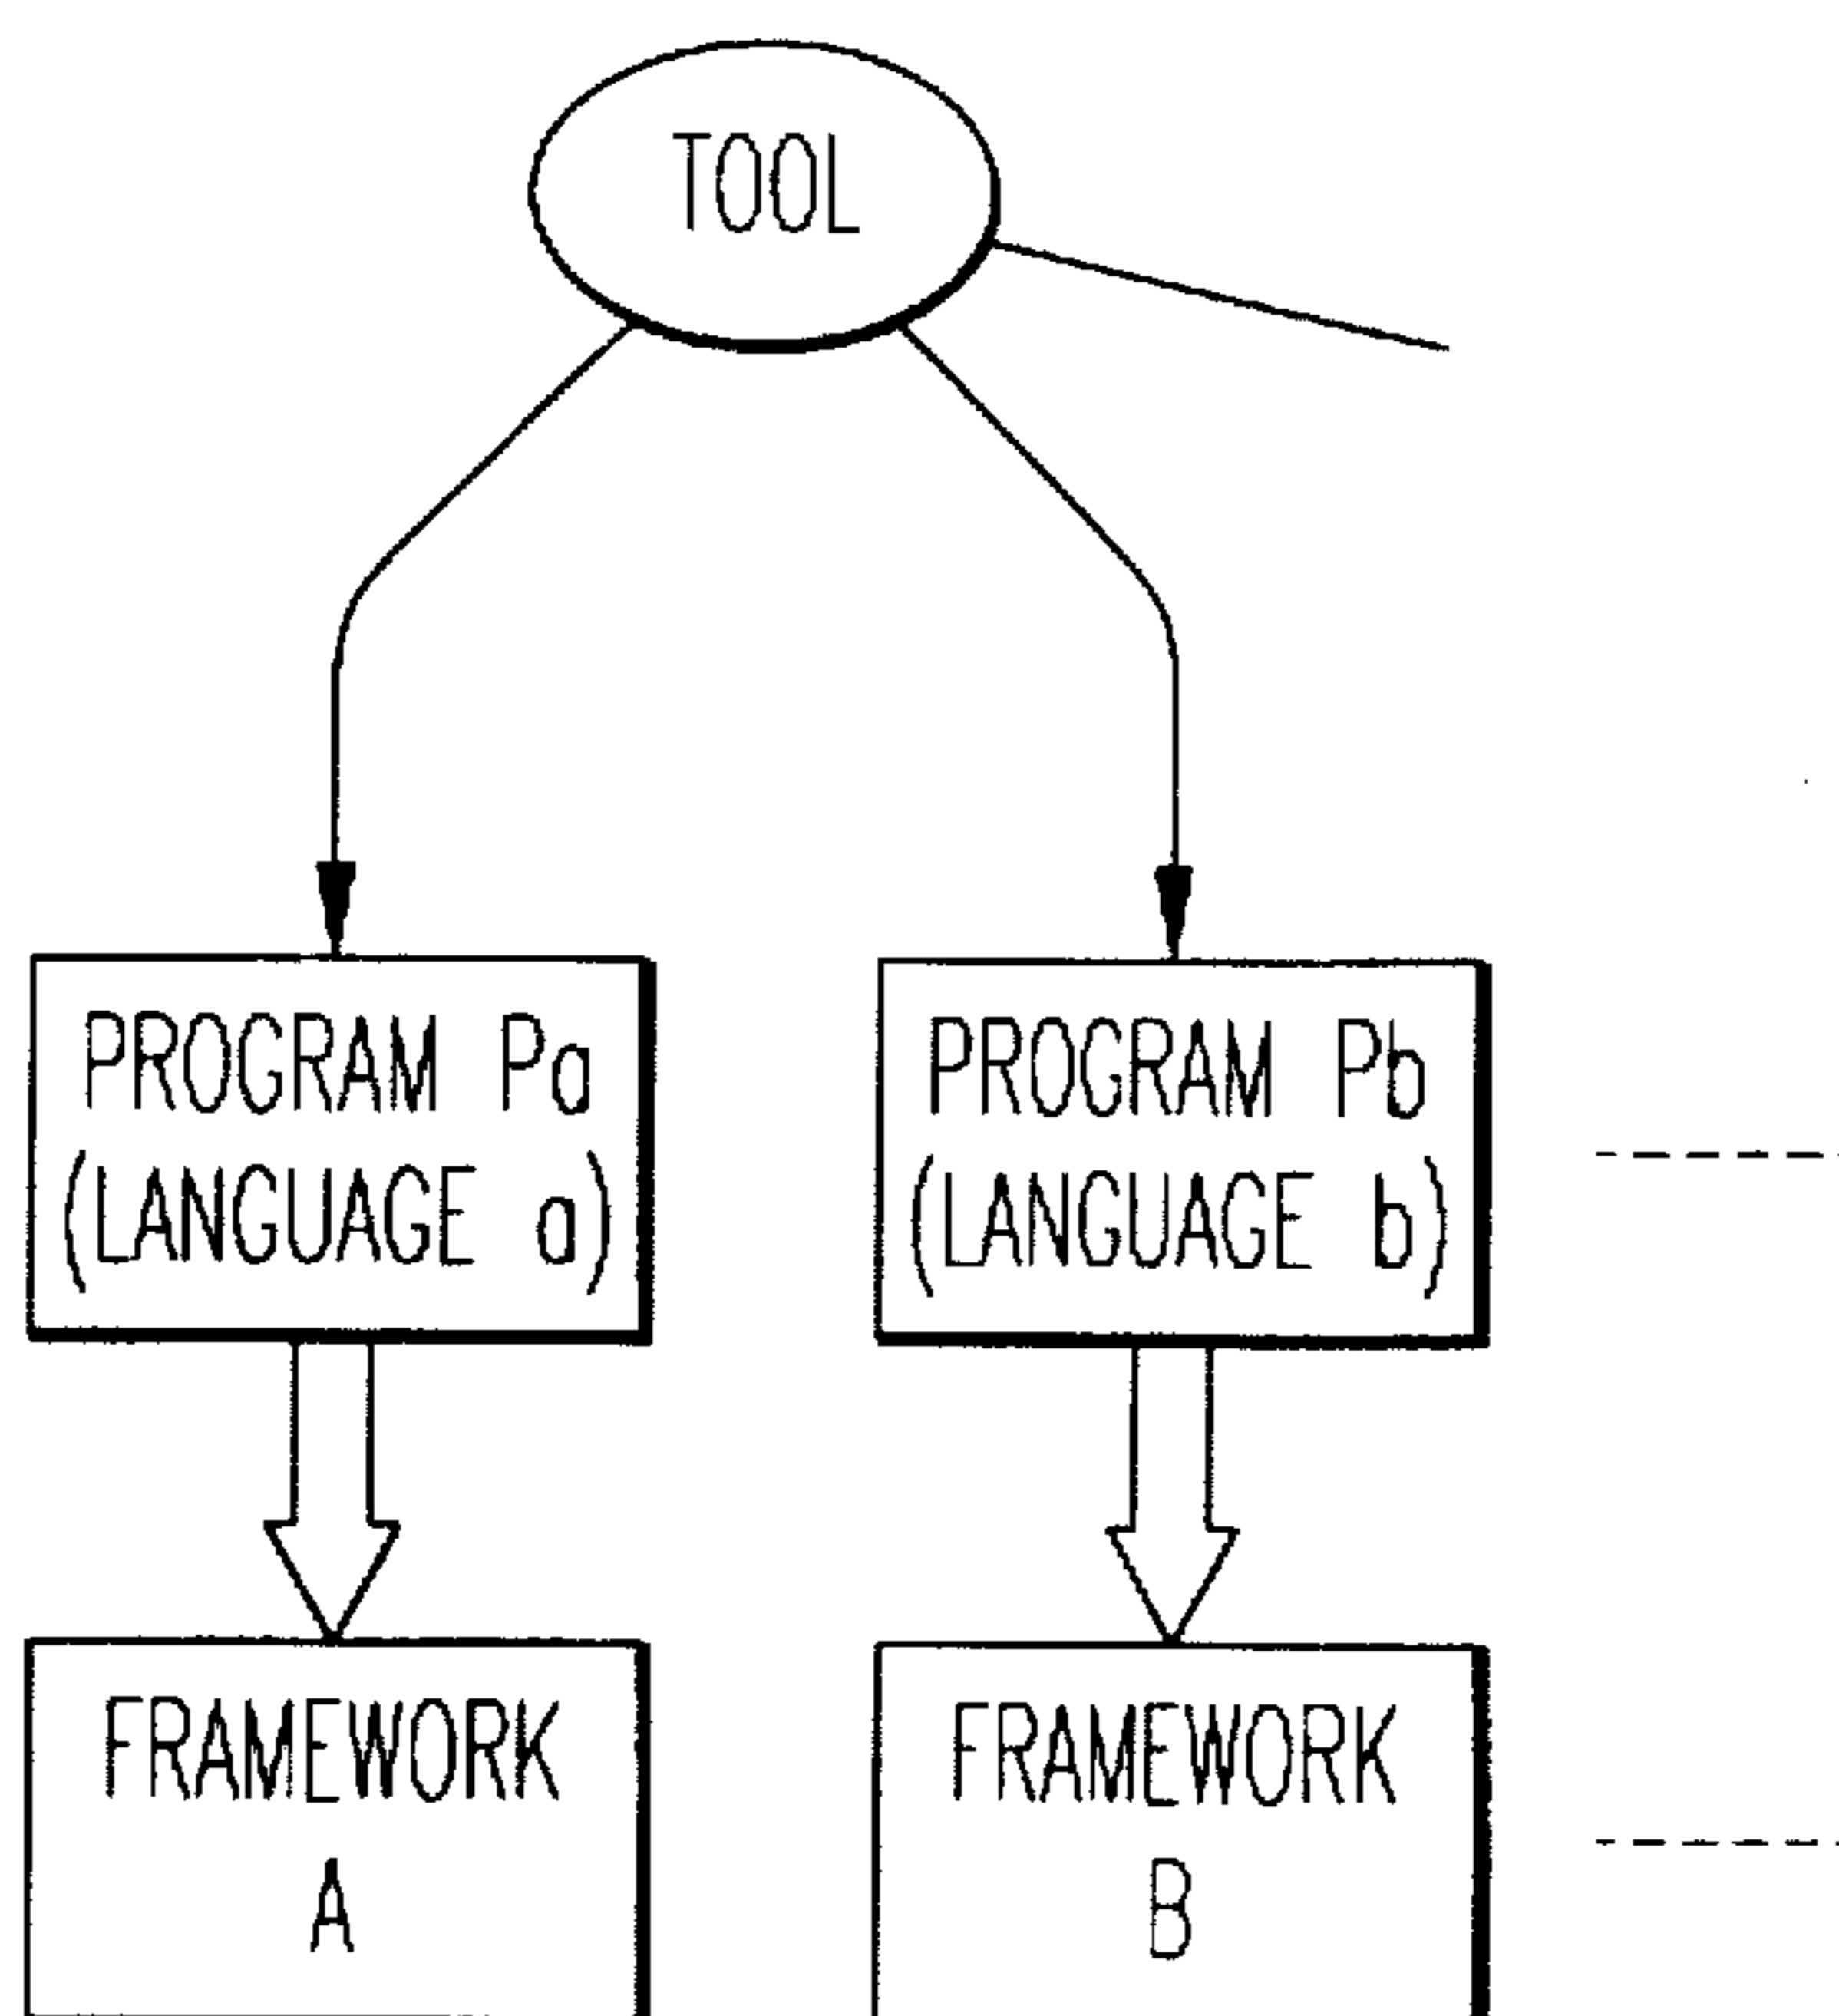 TOOL
PROGRAM Pa
(LANGUAGE a)
PROGRAM Pb
(LANGUAGE b)
FRAMEWORK
A
FRAMEWORK
B